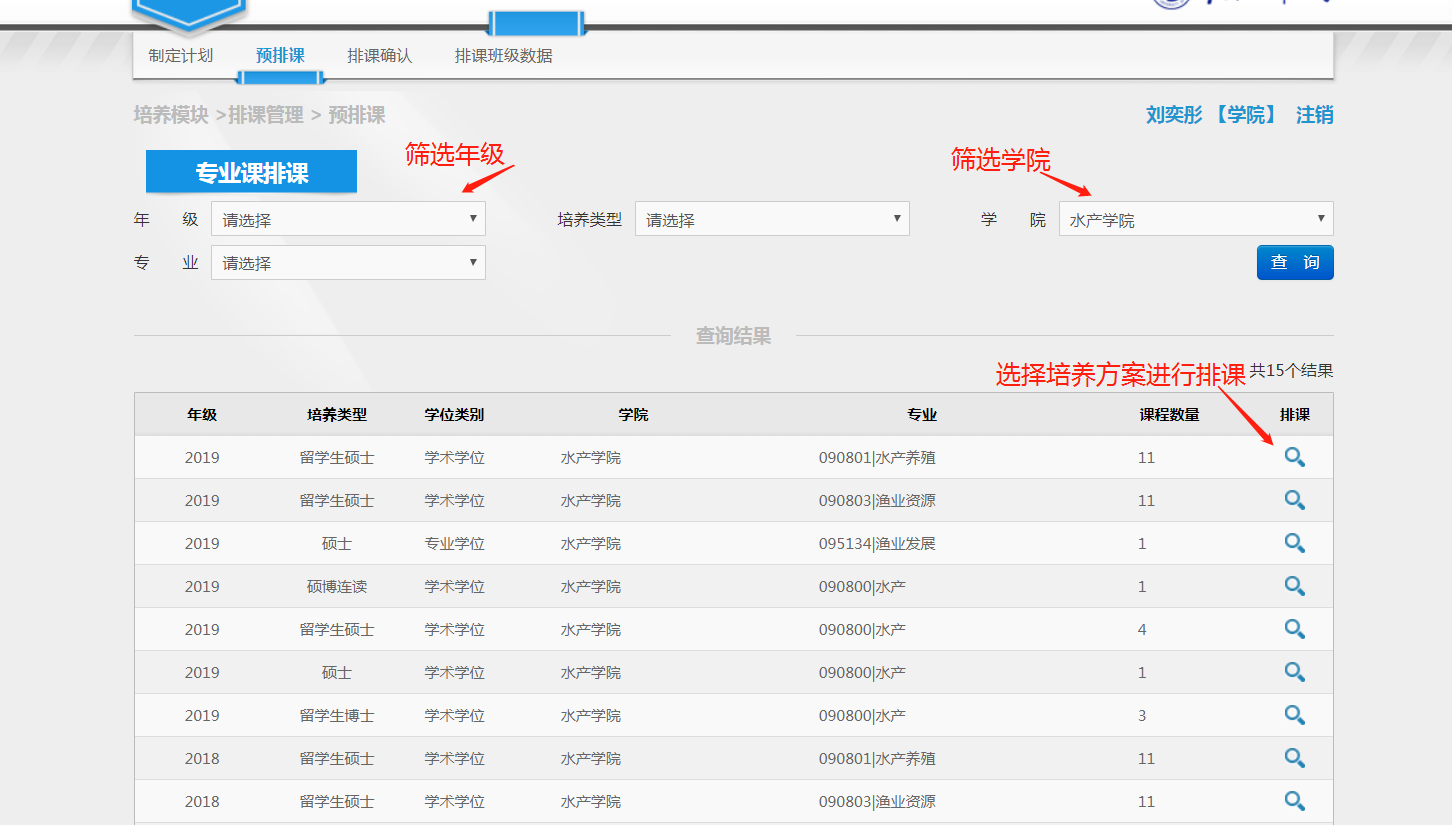 制定计划 预排课 排课确认 排课班级数据
培养模块 >排课管理 > 预排课 刘奕彤 【学院】 注销
专业课排课 筛选年级 筛选学院
年 级 请选择 培养类型 请选择 学 院 水产学院
专 业 请选择 查 询
查询结果
选择培养方案进行排课 共15个结果
年级 培养类型 学位类别 学院 专业 课程数量 排课
2019 留学生硕士 学术学位 水产学院 090801|水产养殖 11
2019 留学生硕士 学术学位 水产学院 090803|渔业资源 11
2019 硕士 专业学位 水产学院 095134|渔业发展 1
2019 硕博连读 学术学位 水产学院 090800|水产 1
2019 留学生硕士 学术学位 水产学院 090800|水产 4
2019 硕士 学术学位 水产学院 090800|水产 1
2019 留学生博士 学术学位 水产学院 090800|水产 3
2018 留学生硕士 学术学位 水产学院 090801|水产养殖 11
2018 留学生硕士 学术学位 水产学院 090803|渔业资源 11